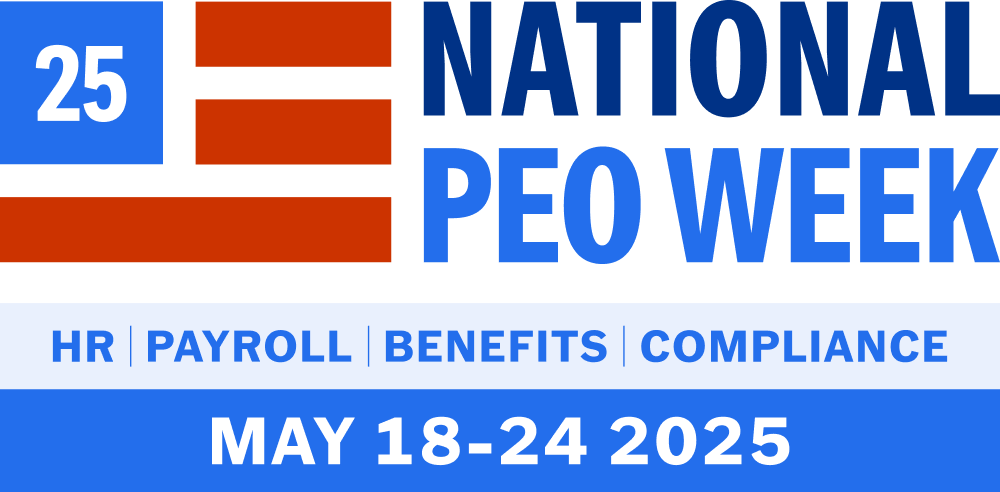 25
NATIONAL
PEO WEEK
HR | PAYROLL | BENEFITS | COMPLIANCE
MAY 18-24 2025